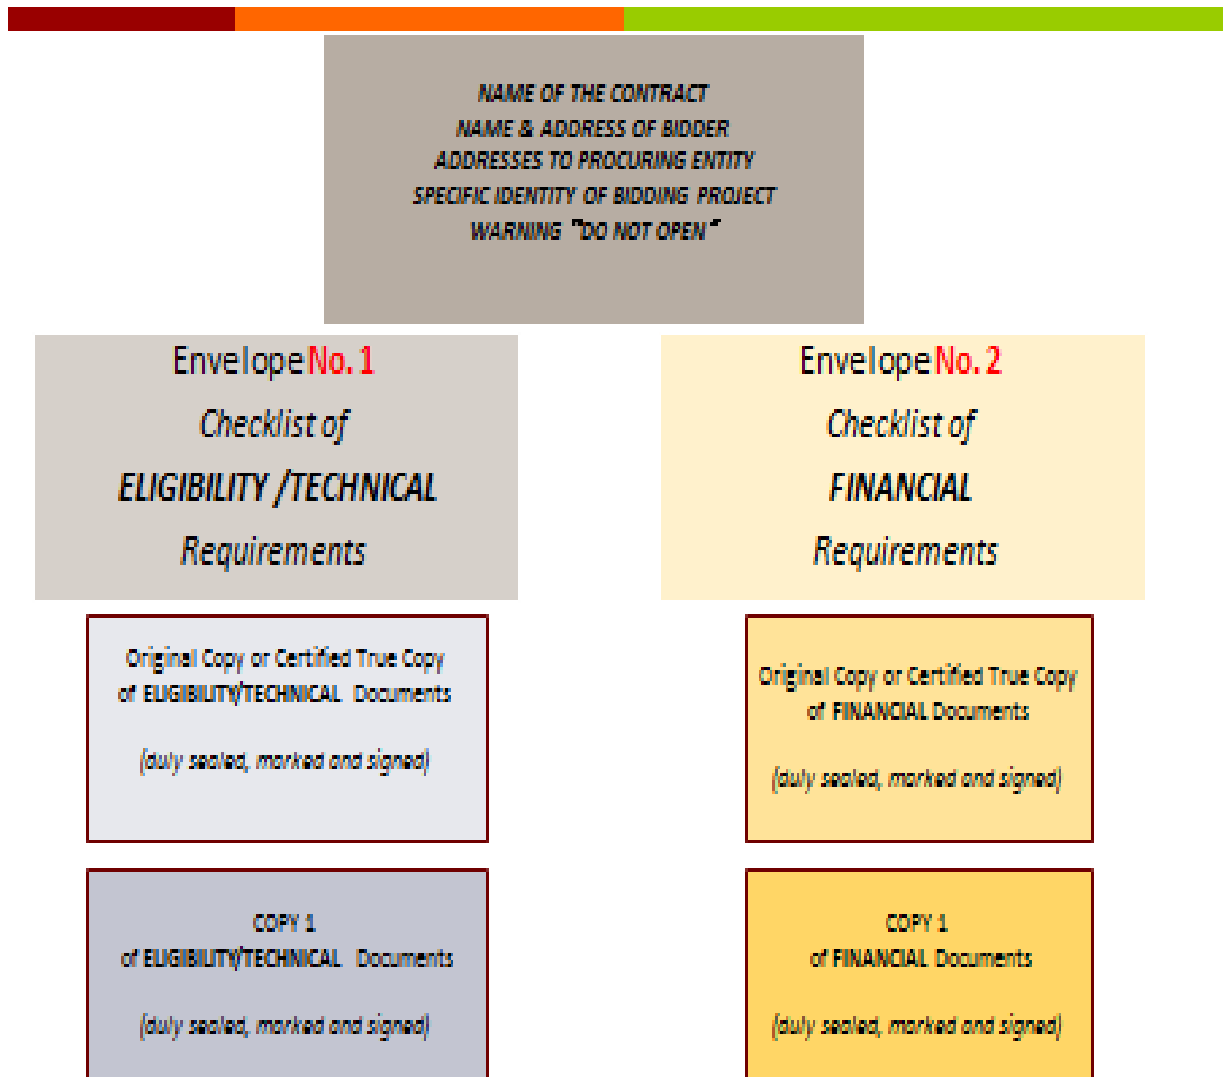 NAME OF THE CONTRACT
NAME & ADDRESS OF BIDDER
ADDRESSES TO PROCURING ENTITY
SPECIFIC IDENTITY OF BIDDING PROJECT
WARNING "DO NOT OPEN"
Envelope No. 1
Checklist of
ELIGIBILITY /TECHNICAL
Requirements
Original Copy or Certified True Copy
of ELIGIBILITY/TECHNICAL Documents
(duly sealed, marked and signed)
COPY 1
of ELIGIBILITY/TECHNICAL Documents
(duly sealed, marked and signed)
Envelope No. 2
Checklist of
FINANCIAL
Requirements
Original Copy or Certified True Copy
of FINANCIAL Documents
(duly sealed, marked and signed)
COPY 1
of FINANCIAL Documents
(duly sealed, marked and signed)